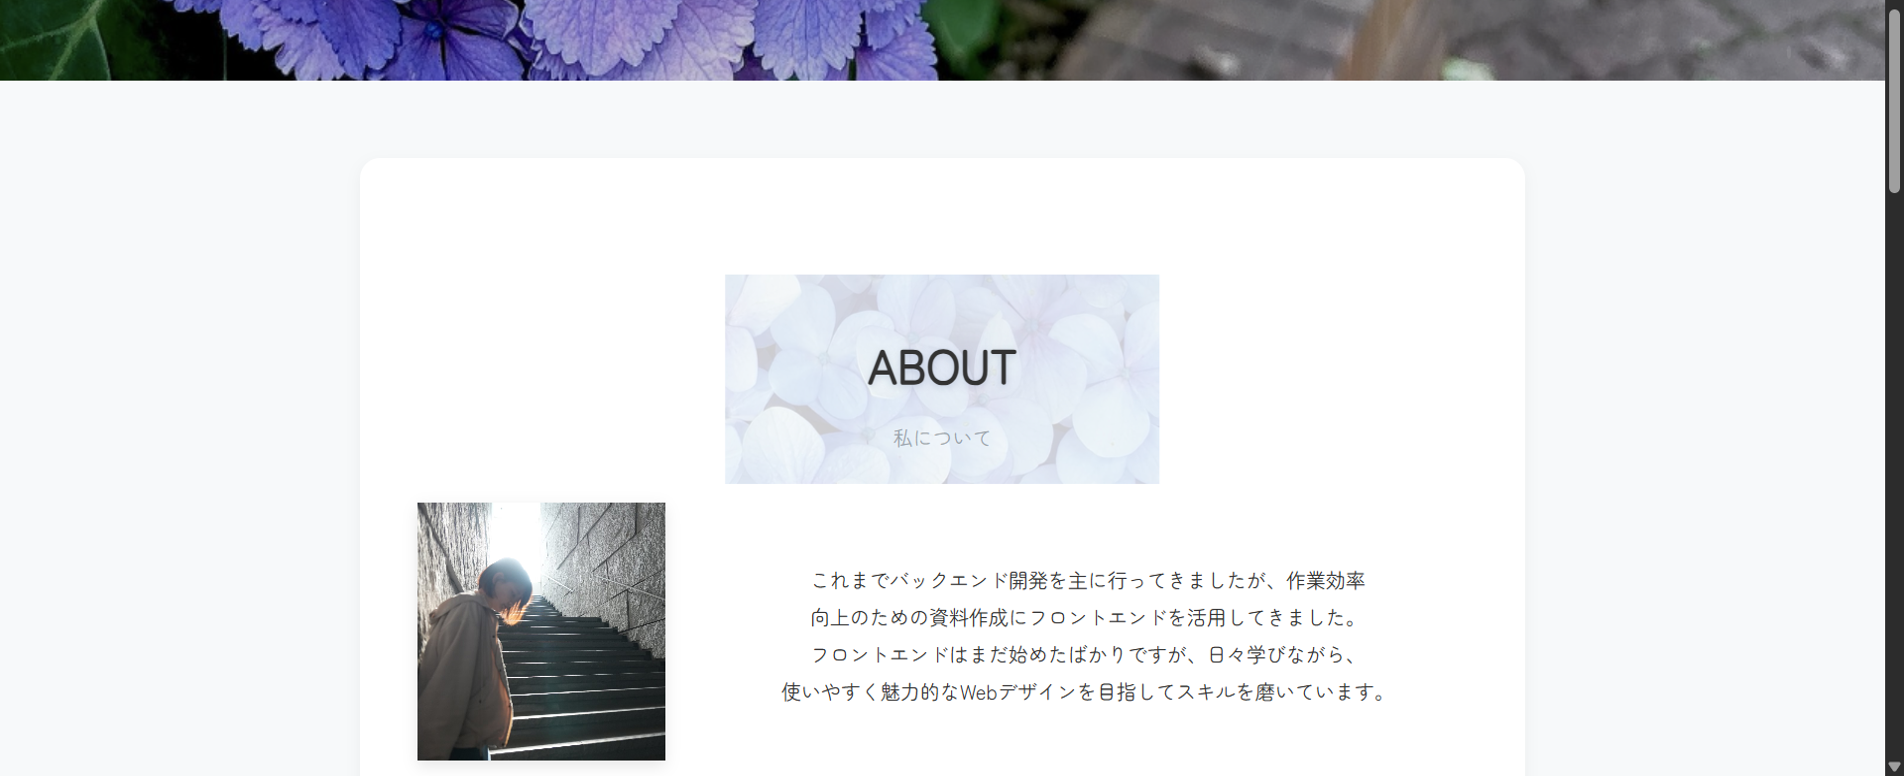 ABOUT
私について
これまでバックエンド開発を主に行ってきましたが、作業効率
向上のための資料作成にフロントエンドを活用してきました。
フロントエンドはまだ始めたばかりですが、日々学びながら、
使いやすく魅力的なWebデザインを目指してスキルを磨いています。